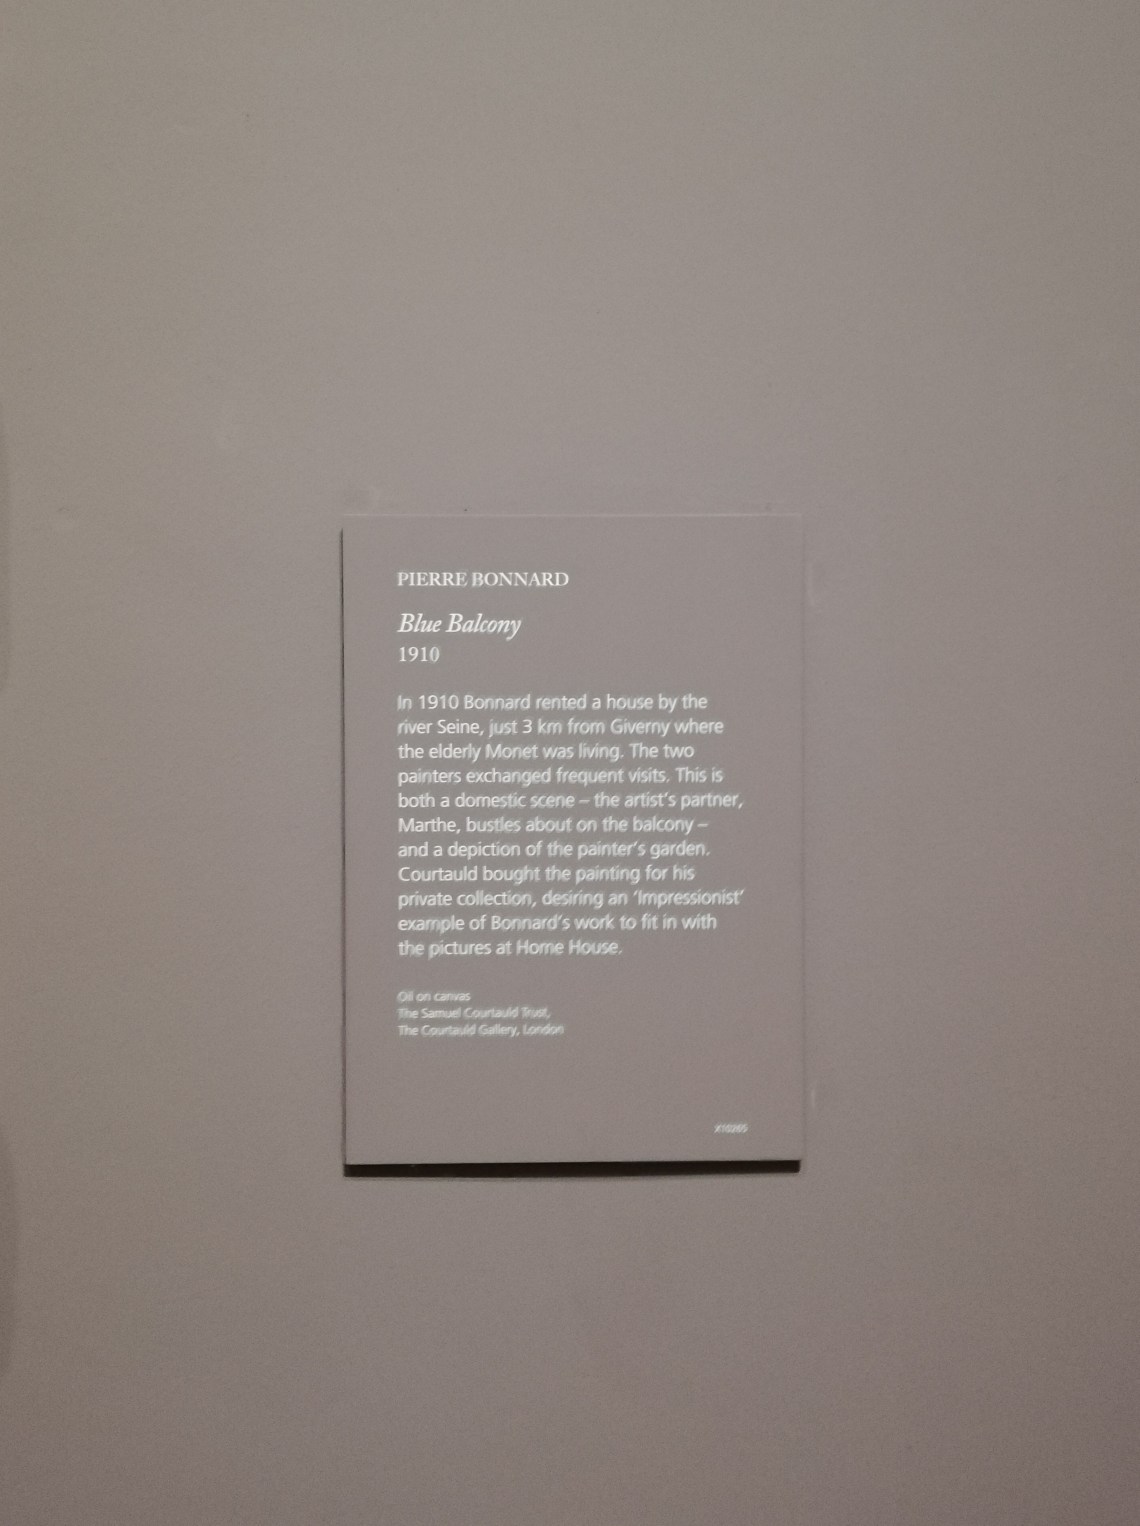 PIERRE BONNARD
Blue Balcony
1910
In 1910 Bonnard rented a house by the
river Seine, just 3 km from Giverny where
the elderly Monet was living. The two
painters exchanged frequent visits. This is
both a domestic scene – the artist’s partner,
Marthe, bustles about on the balcony –
and a depiction of the painter’s garden.
Courtauld bought the painting for his
private collection, desiring an ‘Impressionist’
example of Bonnard’s work to fit in with
the pictures at Home House.
Oil on canvas
The Samuel Courtauld Trust,
The Courtauld Gallery, London